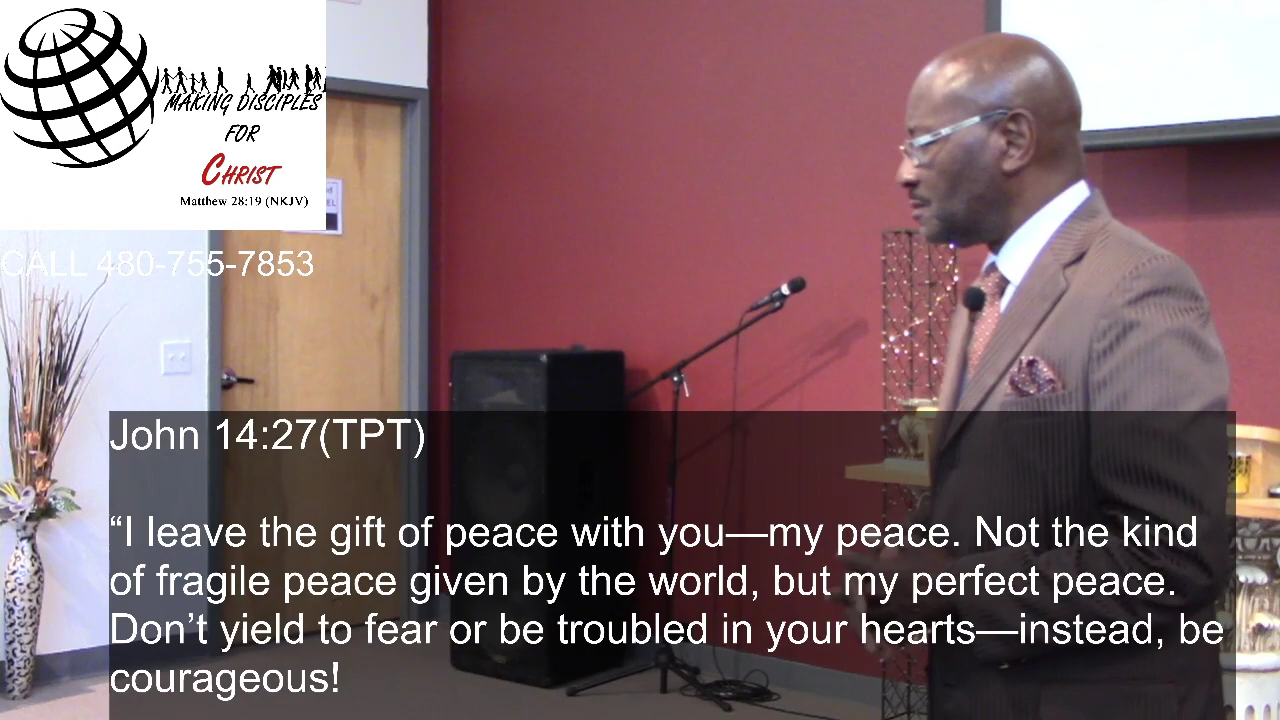 MAKING DISCIPLES
FOR
CHRIST
Matthew 28:19 (NKJV)
CALL 480-755-7853
John 14:27(TPT)
“I leave the gift of peace with you—my peace. Not the kind
of fragile peace given by the world, but my perfect peace.
Don’t yield to fear or be troubled in your hearts—instead, be
courageous!